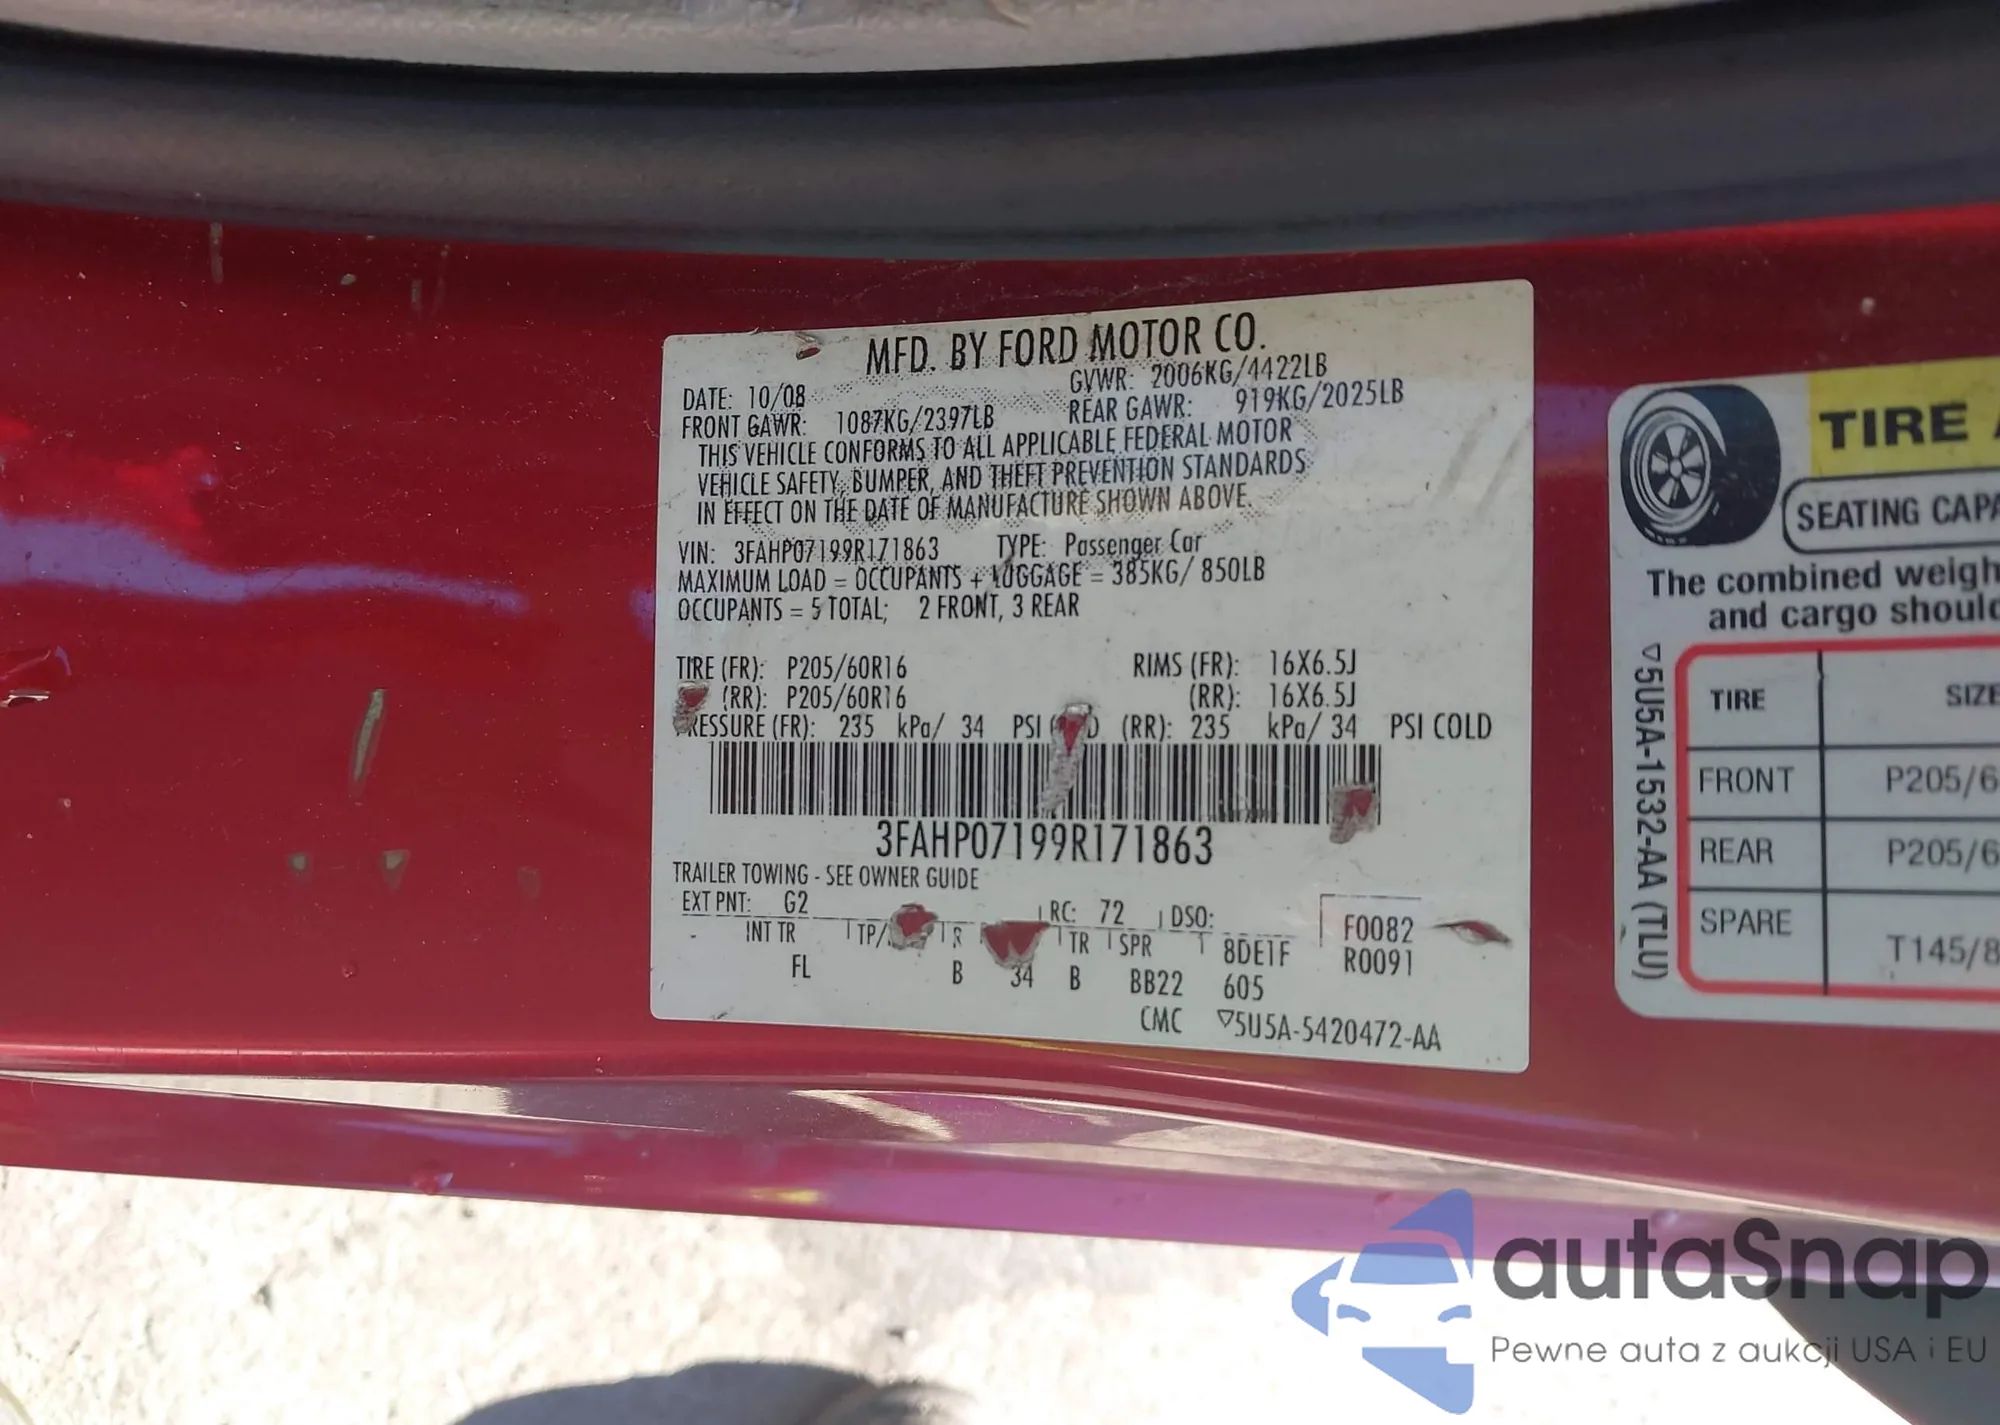 MFD. BY FORD MOTOR CO.
DATE: 10/08
GVWR: 2006KG/4422LB
FRONT GAWR: 1087KG/2397LB
REAR GAWR: 919KG/2025LB
THIS VEHICLE CONFORMS TO ALL APPLICABLE FEDERAL MOTOR
VEHICLE SAFETY, BUMPER, AND THEFT PREVENTION STANDARDS
IN EFFECT ON THE DATE OF MANUFACTURE SHOWN ABOVE.
VIN: 3FAHP07199R171863 TYPE: Passenger Car
MAXIMUM LOAD = OCCUPANTS + LUGGAGE = 385KG/ 850LB
OCCUPANTS = 5 TOTAL; 2 FRONT, 3 REAR
TIRE (FR): P205/60R16 RIMS (FR): 16X6.5J
(RR): P205/60R16 (RR): 16X6.5J
RESSURE (FR): 235 kPa/ 34 PSI D (RR): 235 kPa/ 34 PSI COLD
3FAHP07199R171863
TRAILER TOWING - SEE OWNER GUIDE
EXT PNT: G2 RC: 72 DSO:
INT TR TP/ R TR SPR 8DE1F
FL B 34 B BB22 605
F0082
R0091
CMC ▽5U5A-5420472-AA
TIRE
SEATING CAPA
The combined weigh
and cargo should
▽5U5A-1532-AA (TLU)
TIRE SIZE
FRONT P205/6
REAR P205/6
SPARE T145/8
autaSnap
Pewne auta z aukcji USA i EU